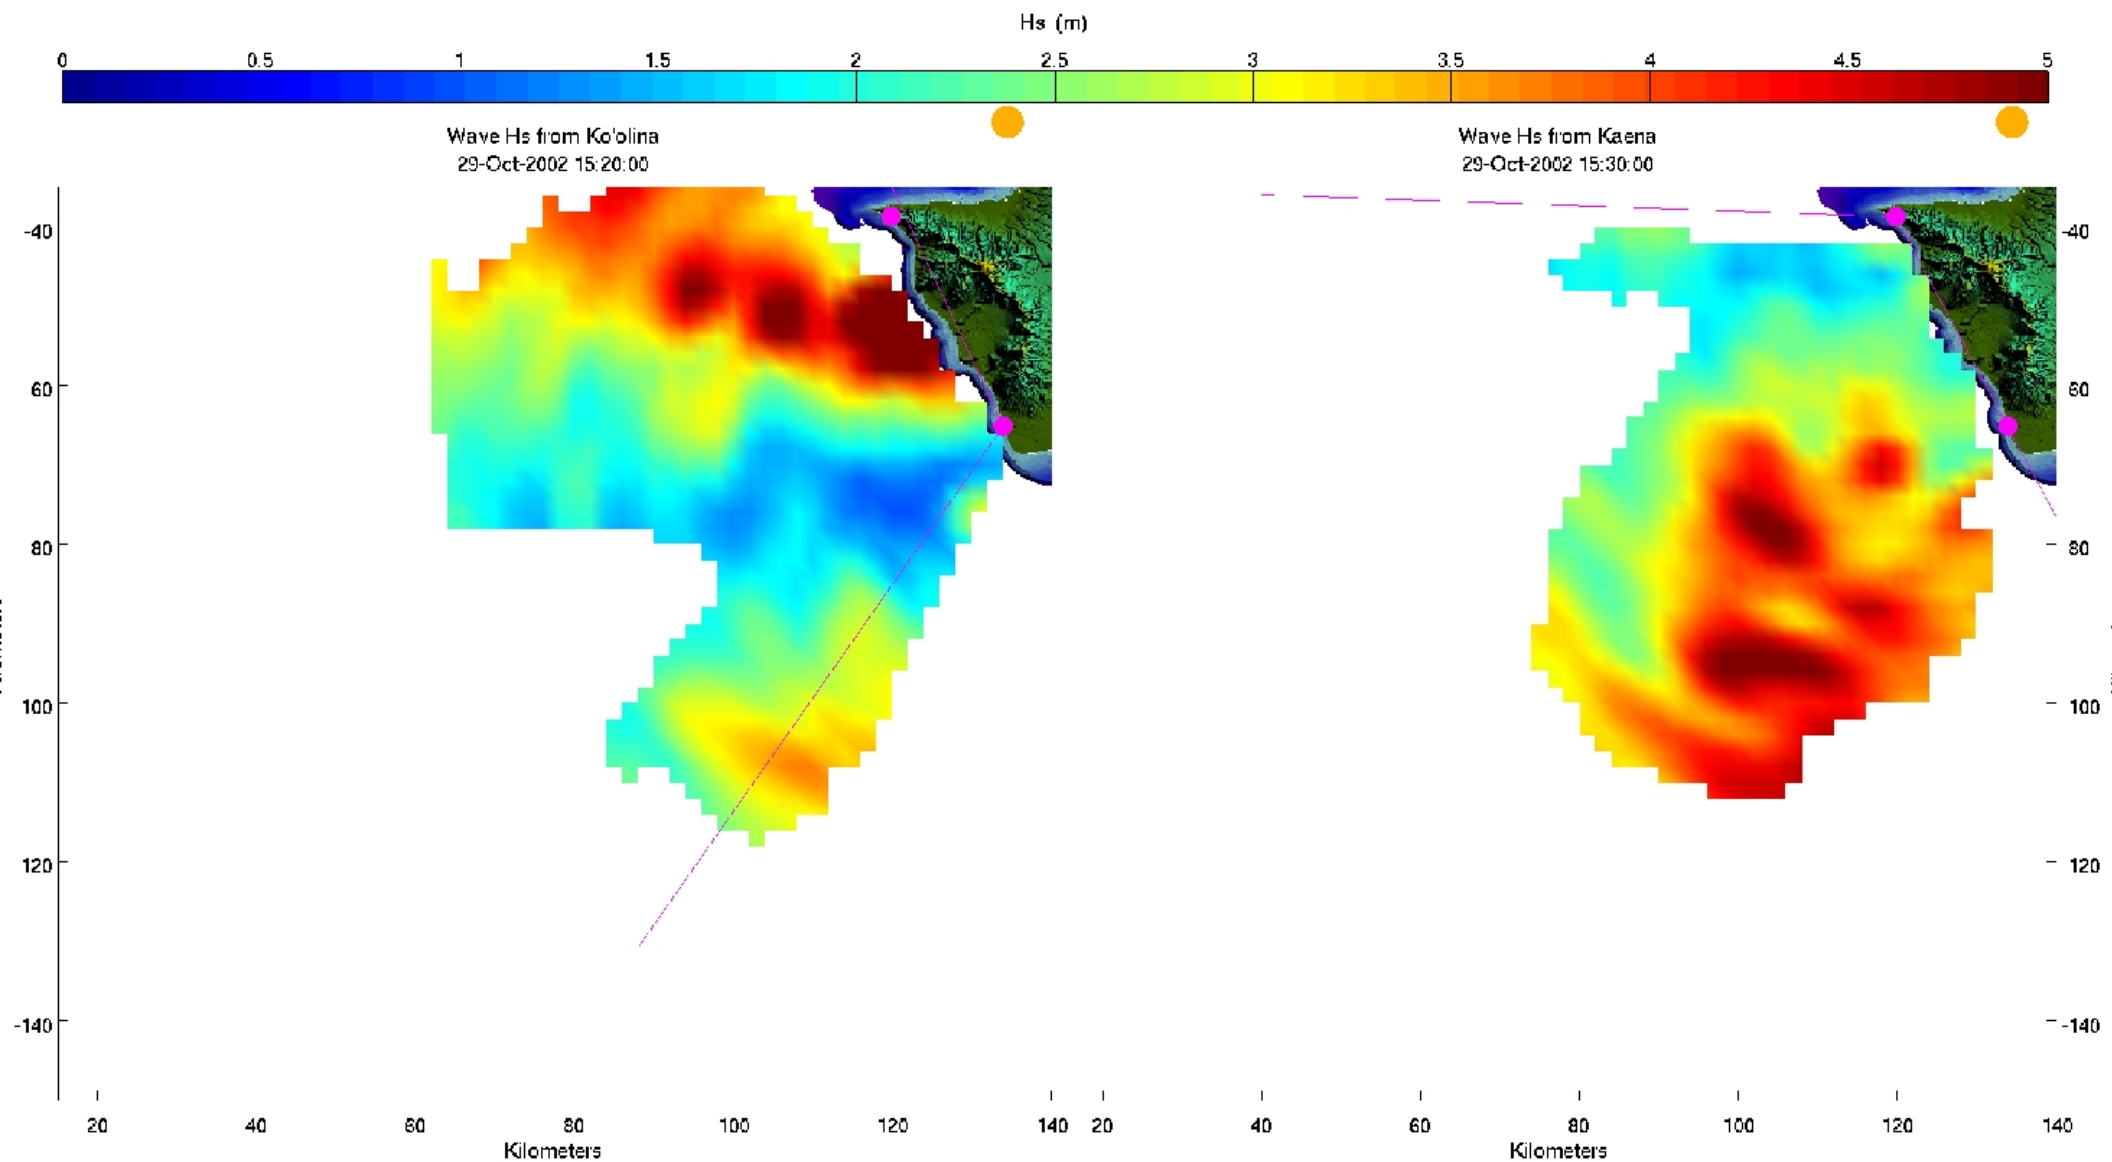 Hs (m)
0 0.5 1 1.5 2 2.5 3 3.5 4 4.5 5
Wave Hs from Ko'olina
29-Oct-2002 15:20:00
Wave Hs from Kaena
29-Oct-2002 15:30:00
-40
60
80
100
120
-140
-40
60
80
100
120
-140
20 40 60 80 100 120 140
20 40 60 80 100 120 140
Kilometers
Kilometers